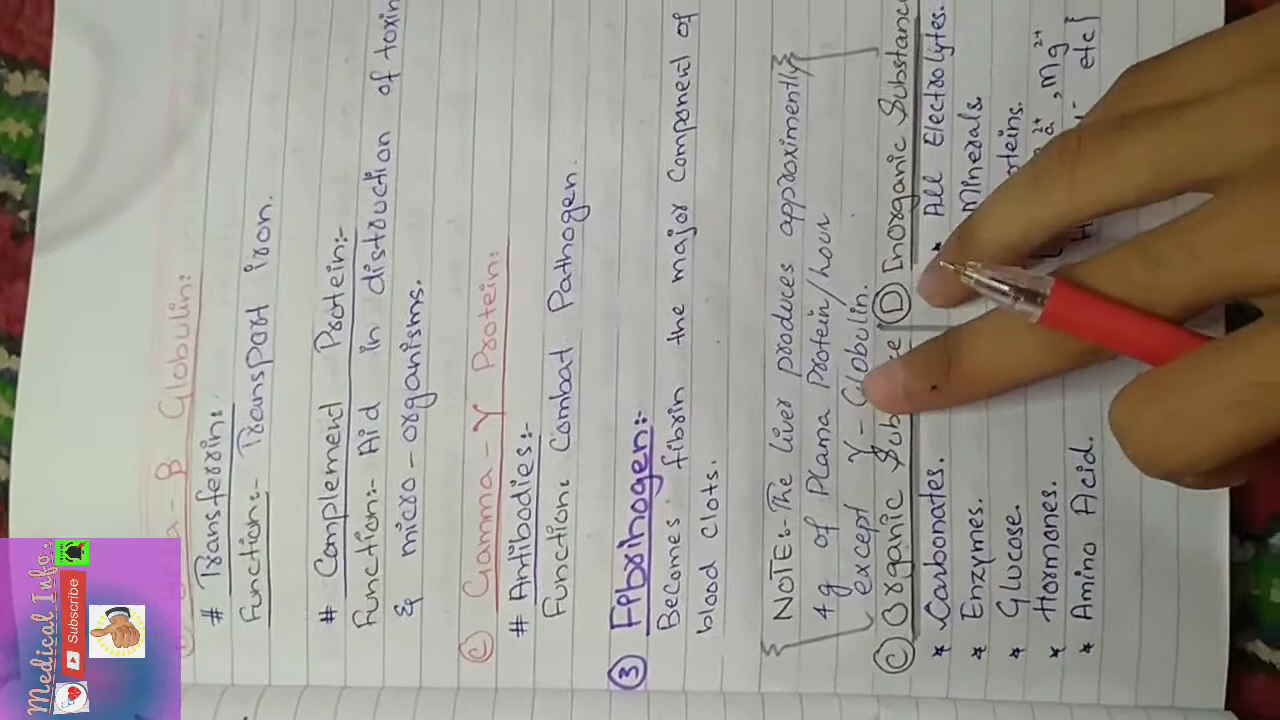 - β Globulin:
# Transferrin:
Function:- Transport iron.
# Complemend Protein:-
Function:- Aid in distruction of toxin
& micro-organisms.
C Gamma-γ Protein:
# Antibodies:-
Function: Combat Pathogen.
3 Fibrinogen:-
Becomes fibrin the major component of
blood clots.
NOTE:- The liver produces approximently
4g of Plama Protein/hour
except γ-Globulin.
C Organic D Inorganic Substance
* Carbonates. * All Electrolytes.
* Enzymes. Minerals.
* Glucose.
* Hormones. , Mg2+
* Amino Acid. etc
Medical Info:
Subscribe